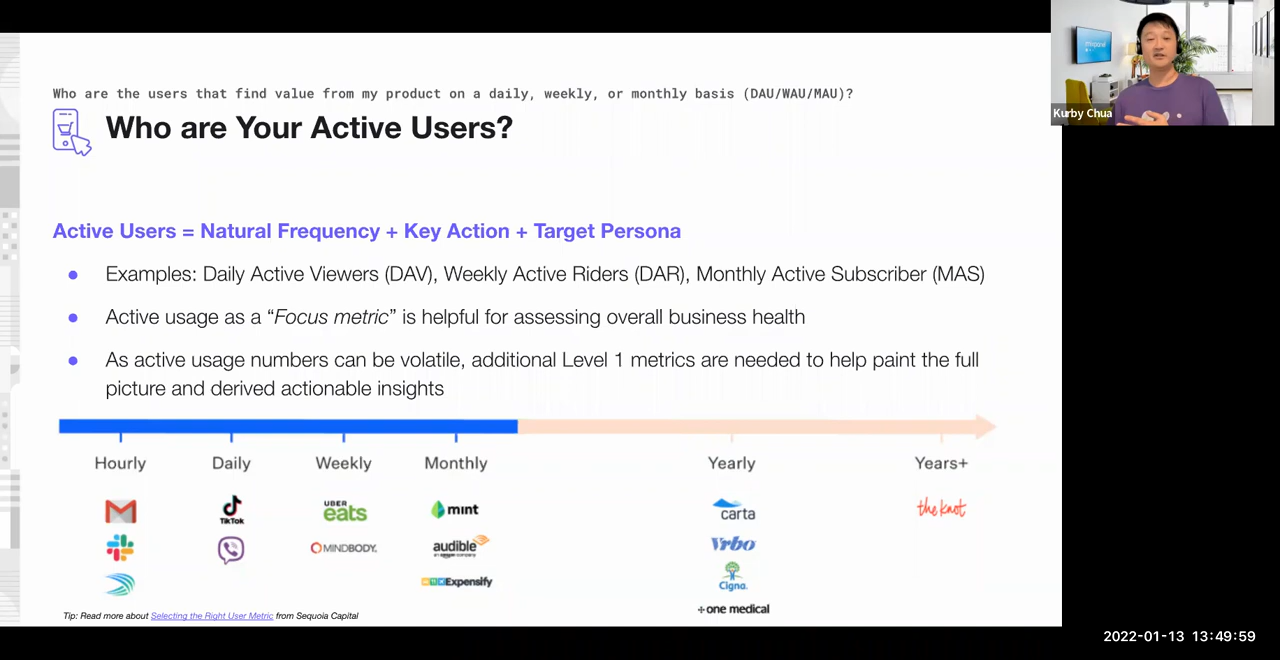 Who are the users that find value from my product on a daily, weekly, or monthly basis (DAU/WAU/MAU)?
Who are Your Active Users?
Kurby Chua
Active Users = Natural Frequency + Key Action + Target Persona
Examples: Daily Active Viewers (DAV), Weekly Active Riders (DAR), Monthly Active Subscriber (MAS)
Active usage as a “Focus metric” is helpful for assessing overall business health
As active usage numbers can be volatile, additional Level 1 metrics are needed to help paint the full
picture and derived actionable insights
Hourly Daily Weekly Monthly Yearly Years+
TikTok UBER eats mint carta the knot
MINDBODY. audible Vrbo
Expensify Cigna.
one medical
Tip: Read more about Selecting the Right User Metric from Sequoia Capital
2022-01-13 13:49:59